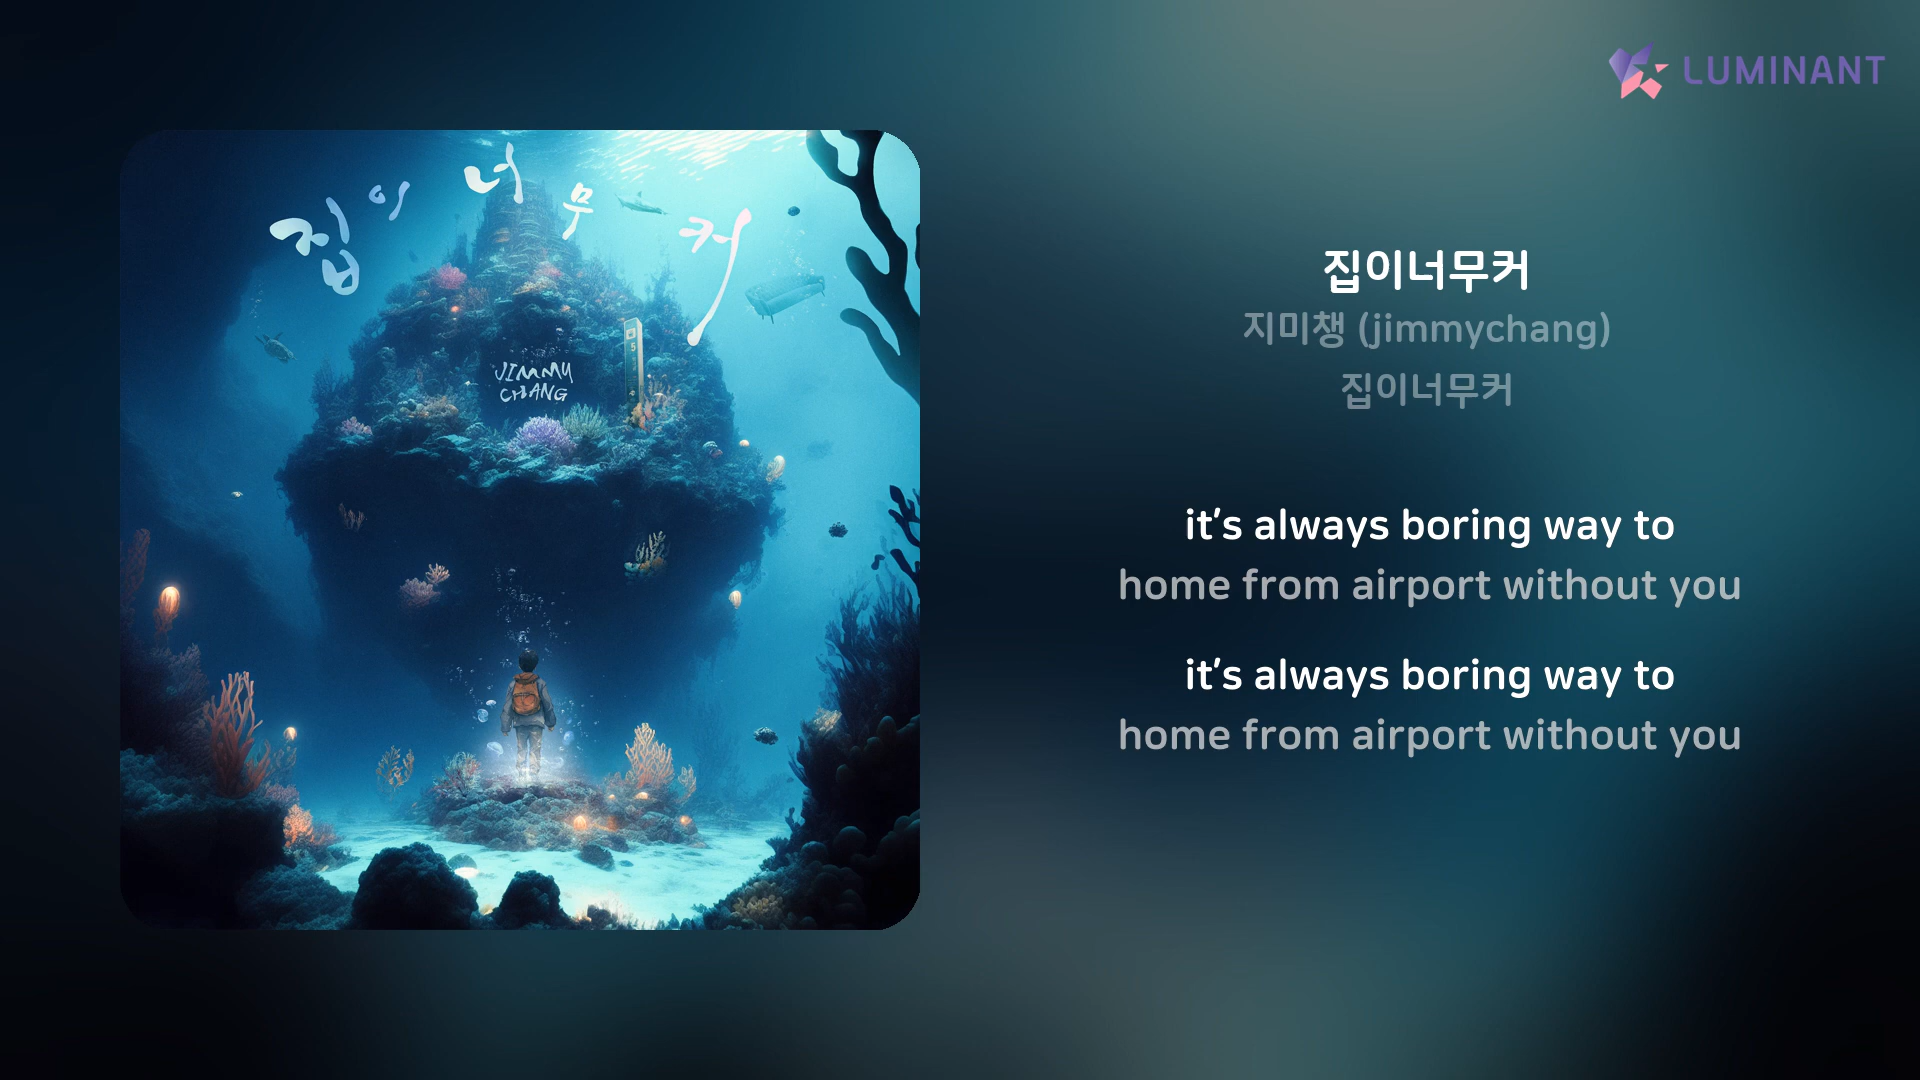 LUMINANT
집이너무커
JIMMY
CHANG
5
집이너무커
지미챙 (jimmychang)
집이너무커
it's always boring way to
home from airport without you
it's always boring way to
home from airport without you